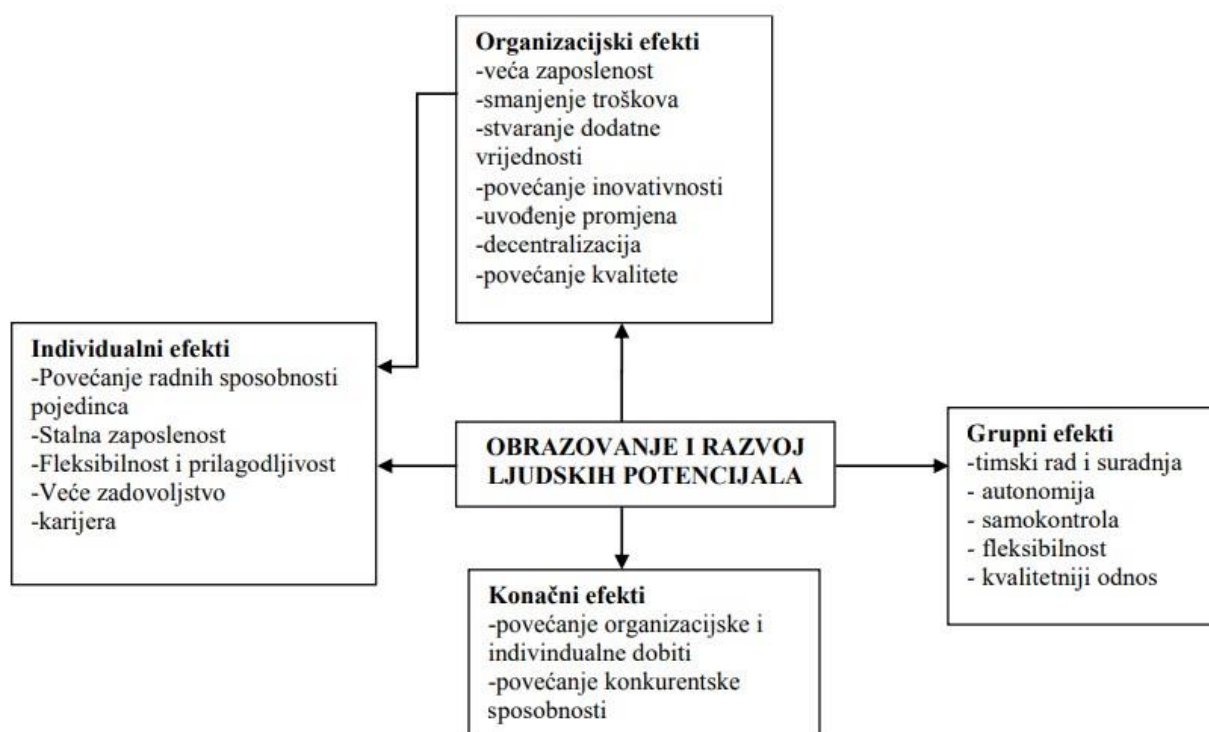 Organizacijski efekti
-veća zaposlenost
-smanjenje troškova
-stvaranje dodatne
vrijednosti
-povećanje inovativnosti
-uvođenje promjena
-decentralizacija
-povećanje kvalitete
Individualni efekti
-Povećanje radnih sposobnosti
pojedinca
-Stalna zaposlenost
-Fleksibilnost i prilagodljivost
-Veće zadovoljstvo
-karijera
OBRAZOVANJE I RAZVOJ
LJUDSKIH POTENCIJALA
Grupni efekti
-timski rad i suradnja
- autonomija
- samokontrola
- fleksibilnost
- kvalitetniji odnos
Konačni efekti
-povećanje organizacijske i
indivindualne dobiti
-povećanje konkurentske
sposobnosti